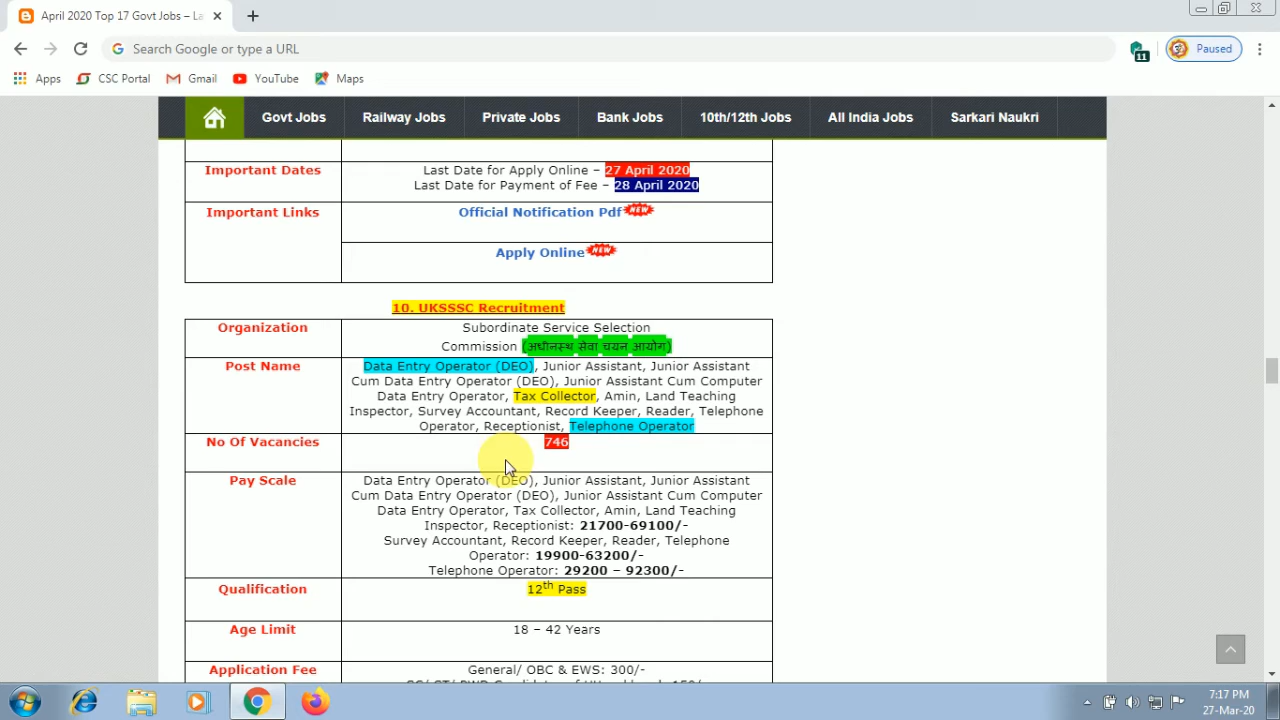 April 2020 Top 17 Govt Jobs – La
Search Google or type a URL
11
Paused
Apps
CSC Portal
Gmail
YouTube
Maps
Govt Jobs
Railway Jobs
Private Jobs
Bank Jobs
10th/12th Jobs
All India Jobs
Sarkari Naukri
Important Dates
Last Date for Apply Online – 27 April 2020
Last Date for Payment of Fee – 28 April 2020
Important Links
Official Notification Pdf NEW
Apply Online NEW
10. UKSSSC Recruitment
Organization
Subordinate Service Selection
Commission (अधीनस्थ सेवा चयन आयोग)
Post Name
Data Entry Operator (DEO), Junior Assistant, Junior Assistant
Cum Data Entry Operator (DEO), Junior Assistant Cum Computer
Data Entry Operator, Tax Collector, Amin, Land Teaching
Inspector, Survey Accountant, Record Keeper, Reader, Telephone
Operator, Receptionist, Telephone Operator
No Of Vacancies
746
Pay Scale
Data Entry Operator (DEO), Junior Assistant, Junior Assistant
Cum Data Entry Operator (DEO), Junior Assistant Cum Computer
Data Entry Operator, Tax Collector, Amin, Land Teaching
Inspector, Receptionist: 21700-69100/-
Survey Accountant, Record Keeper, Reader, Telephone
Operator: 19900-63200/-
Telephone Operator: 29200 – 92300/-
Qualification
12th Pass
Age Limit
18 – 42 Years
Application Fee
General/ OBC & EWS: 300/-
7:17 PM
27-Mar-20